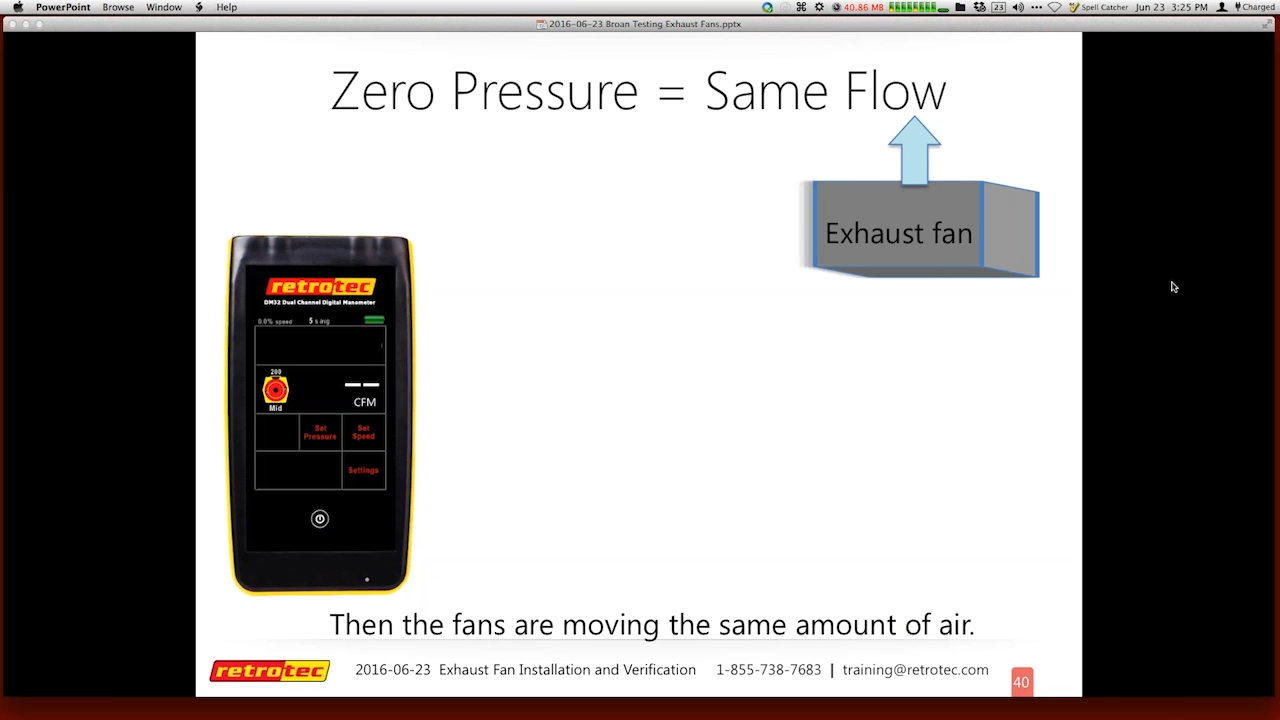 PowerPoint Browse Window Help 40.86 MB 23 Spell Catcher Jun 23 3:25 PM Charged
2016-06-23 Broan Testing Exhaust Fans.pptx
Zero Pressure = Same Flow
Exhaust fan
retrotec
DM32 Dual Channel Digital Manometer
0.0% speed 5 s avg
200
Mid
CFM
Set Pressure
Set Speed
Settings
Then the fans are moving the same amount of air.
retrotec 2016-06-23 Exhaust Fan Installation and Verification 1-855-738-7683 | training@retrotec.com 40